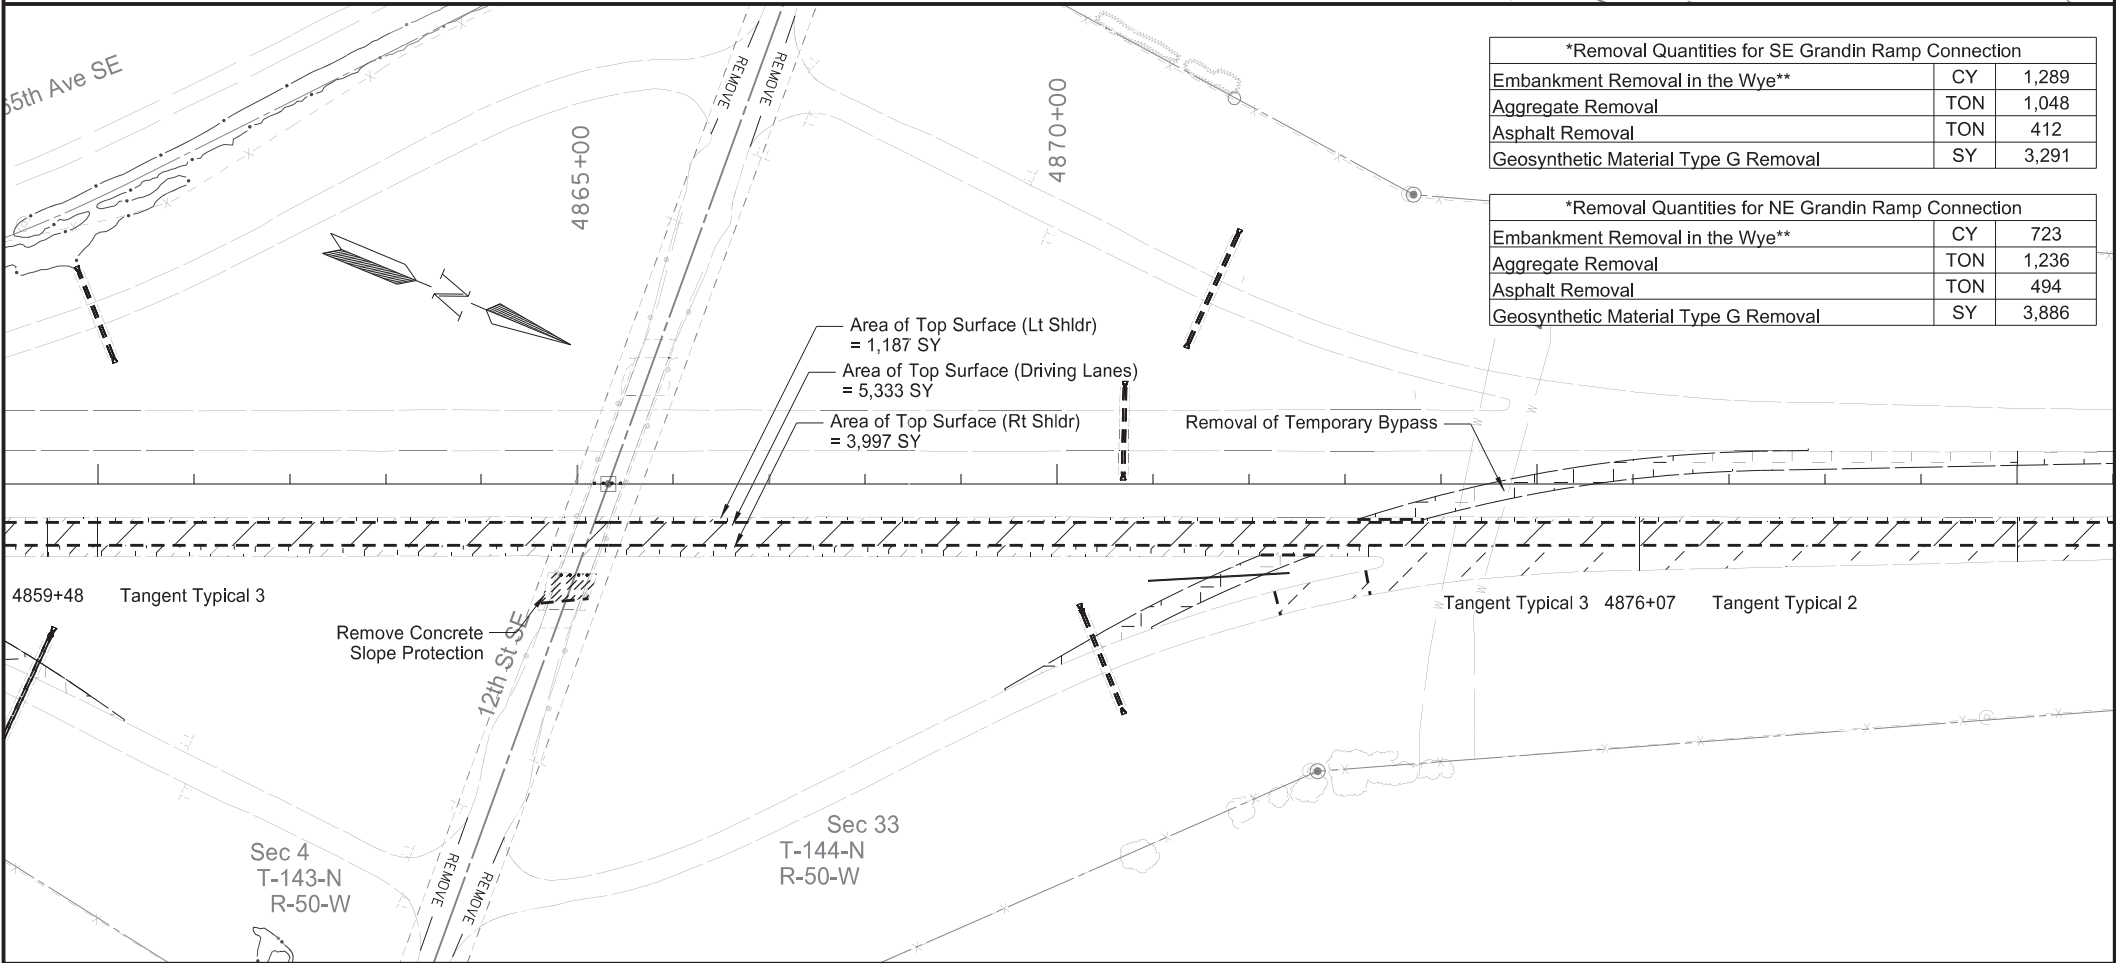 65th Ave SE
REMOVE
REMOVE
4865+00
4870+00
*Removal Quantities for SE Grandin Ramp Connection
Embankment Removal in the Wye** CY 1,289
Aggregate Removal TON 1,048
Asphalt Removal TON 412
Geosynthetic Material Type G Removal SY 3,291
*Removal Quantities for NE Grandin Ramp Connection
Embankment Removal in the Wye** CY 723
Aggregate Removal TON 1,236
Asphalt Removal TON 494
Geosynthetic Material Type G Removal SY 3,886
N
Area of Top Surface (Lt Shldr)
= 1,187 SY
Area of Top Surface (Driving Lanes)
= 5,333 SY
Area of Top Surface (Rt Shldr)
= 3,997 SY
Removal of Temporary Bypass
4859+48 Tangent Typical 3
Tangent Typical 3 4876+07 Tangent Typical 2
Remove Concrete
Slope Protection
12th St SE
Sec 4
T-143-N
R-50-W
REMOVE
REMOVE
Sec 33
T-144-N
R-50-W